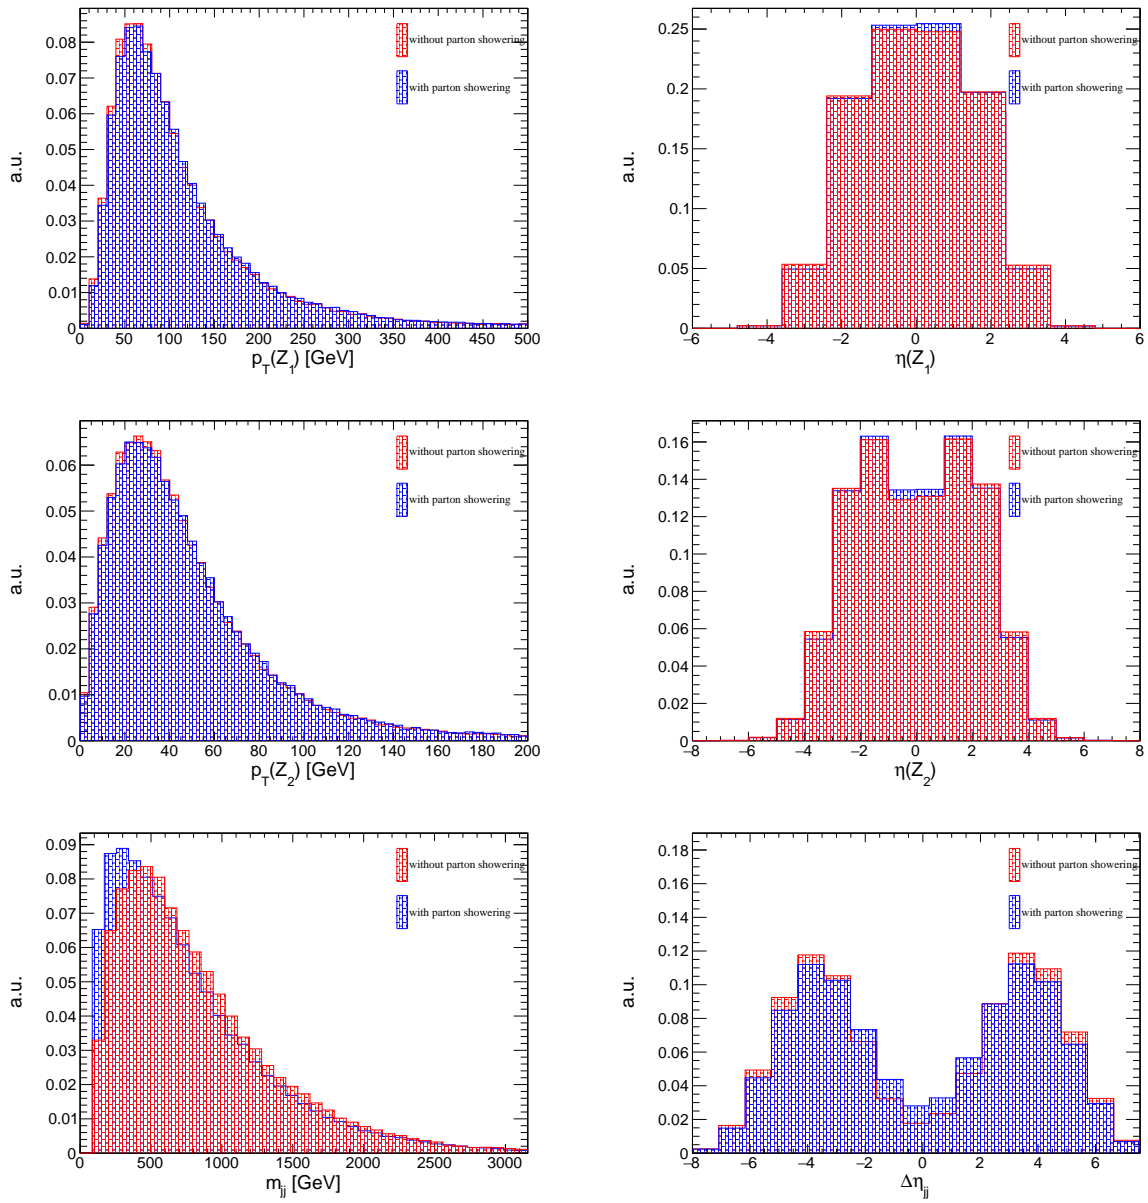 0.08
0.07
0.06
0.05
0.04
0.03
0.02
0.01
0
a.u.
without parton showering
with parton showering
50 100 150 200 250 300 350 400 450 500
p_T(Z_1) [GeV]
0.25
0.2
0.15
0.1
0.05
0
a.u.
without parton showering
with parton showering
−6 −4 −2 0 2 4 6
η(Z_1)
0.06
0.05
0.04
0.03
0.02
0.01
0
a.u.
without parton showering
with parton showering
20 40 60 80 100 120 140 160 180 200
p_T(Z_2) [GeV]
0.16
0.14
0.12
0.1
0.08
0.06
0.04
0.02
0
a.u.
without parton showering
with parton showering
−8 −6 −4 −2 0 2 4 6 8
η(Z_2)
0.09
0.08
0.07
0.06
0.05
0.04
0.03
0.02
0.01
0
a.u.
without parton showering
with parton showering
0 500 1000 1500 2000 2500 3000
m_jj [GeV]
0.18
0.16
0.14
0.12
0.1
0.08
0.06
0.04
0.02
0
a.u.
without parton showering
with parton showering
−8 −6 −4 −2 0 2 4 6
Δη_jj